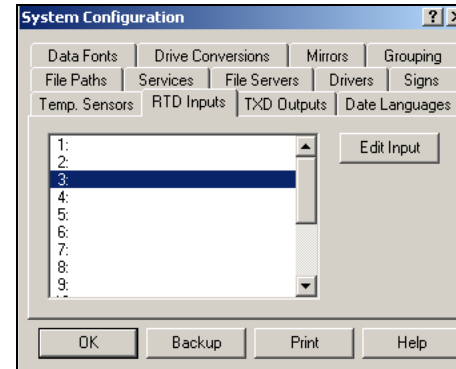 System Configuration
Data Fonts Drive Conversions Mirrors Grouping
File Paths Services File Servers Drivers Signs
Temp. Sensors RTD Inputs TXD Outputs Date Languages
1: Edit Input
2:
3:
4:
5:
6:
7:
8:
9:
OK Backup Print Help